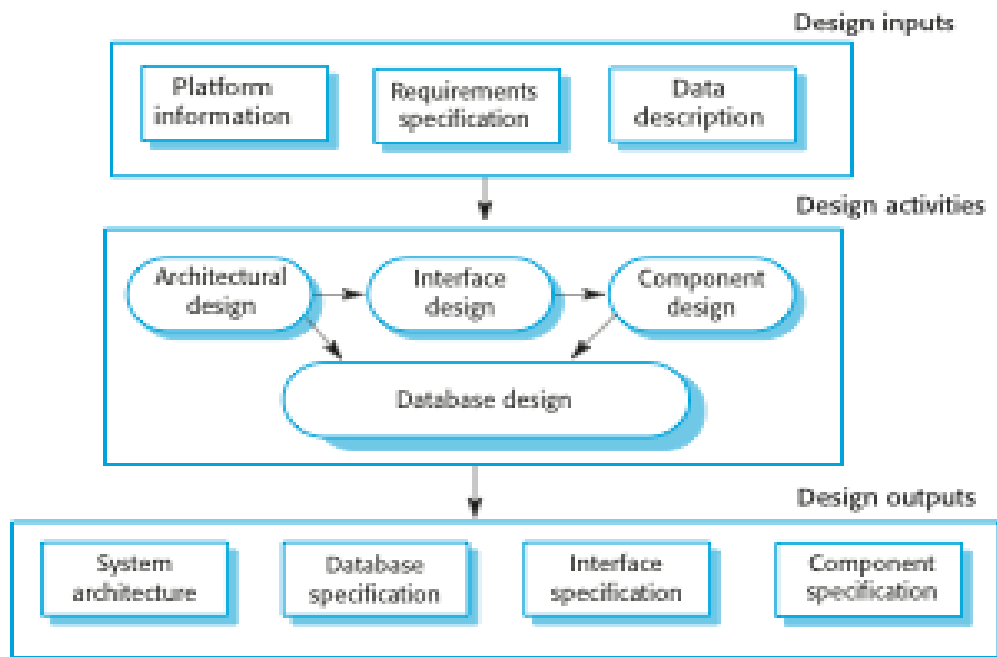 Design inputs
Platform
information
Requirements
specification
Data
description
Design activities
Architectural
design
Interface
design
Component
design
Database design
Design outputs
System
architecture
Database
specification
Interface
specification
Component
specification